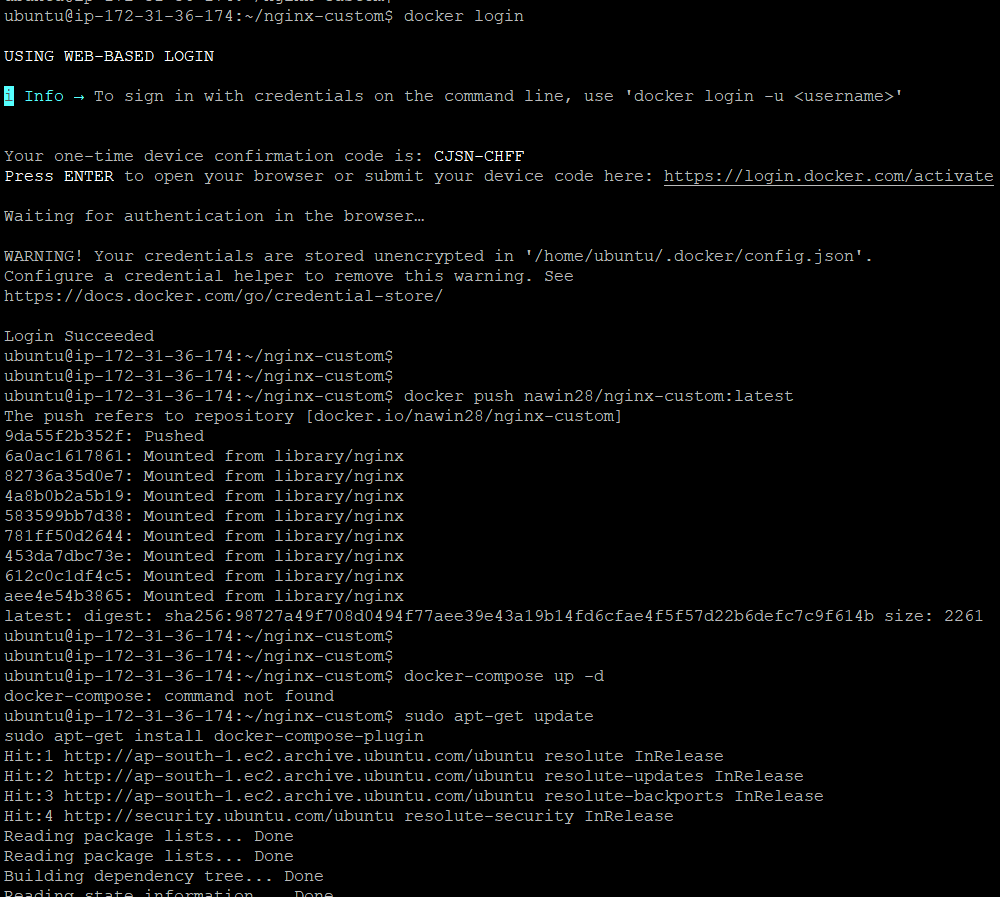 ubuntu@ip-172-31-36-174:~/nginx-custom$ docker login
USING WEB-BASED LOGIN
i Info → To sign in with credentials on the command line, use 'docker login -u <username>'
Your one-time device confirmation code is: CJSN-CHFF
Press ENTER to open your browser or submit your device code here: https://login.docker.com/activate
Waiting for authentication in the browser…
WARNING! Your credentials are stored unencrypted in '/home/ubuntu/.docker/config.json'.
Configure a credential helper to remove this warning. See
https://docs.docker.com/go/credential-store/
Login Succeeded
ubuntu@ip-172-31-36-174:~/nginx-custom$
ubuntu@ip-172-31-36-174:~/nginx-custom$
ubuntu@ip-172-31-36-174:~/nginx-custom$ docker push nawin28/nginx-custom:latest
The push refers to repository [docker.io/nawin28/nginx-custom]
9da55f2b352f: Pushed
6a0ac1617861: Mounted from library/nginx
82736a35d0e7: Mounted from library/nginx
4a8b0b2a5b19: Mounted from library/nginx
583599bb7d38: Mounted from library/nginx
781ff50d2644: Mounted from library/nginx
453da7dbc73e: Mounted from library/nginx
612c0c1df4c5: Mounted from library/nginx
aee4e54b3865: Mounted from library/nginx
latest: digest: sha256:98727a49f708d0494f77aee39e43a19b14fd6cfae4f5f57d22b6defc7c9f614b size: 2261
ubuntu@ip-172-31-36-174:~/nginx-custom$
ubuntu@ip-172-31-36-174:~/nginx-custom$
ubuntu@ip-172-31-36-174:~/nginx-custom$ docker-compose up -d
docker-compose: command not found
ubuntu@ip-172-31-36-174:~/nginx-custom$ sudo apt-get update
sudo apt-get install docker-compose-plugin
Hit:1 http://ap-south-1.ec2.archive.ubuntu.com/ubuntu resolute InRelease
Hit:2 http://ap-south-1.ec2.archive.ubuntu.com/ubuntu resolute-updates InRelease
Hit:3 http://ap-south-1.ec2.archive.ubuntu.com/ubuntu resolute-backports InRelease
Hit:4 http://security.ubuntu.com/ubuntu resolute-security InRelease
Reading package lists... Done
Reading package lists... Done
Building dependency tree... Done
Reading state information... Done